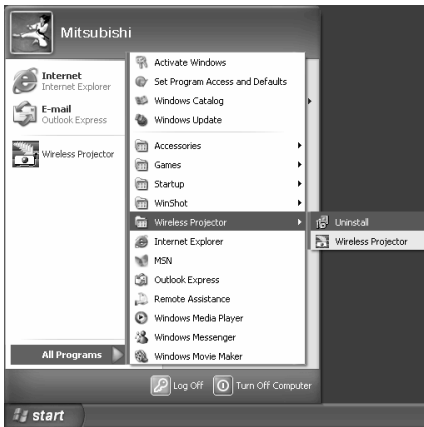 Mitsubishi
Internet
Internet Explorer
E-mail
Outlook Express
Wireless Projector
All Programs
Activate Windows
Set Program Access and Defaults
Windows Catalog
Windows Update
Accessories
Games
Startup
WinShot
Wireless Projector
Internet Explorer
MSN
Outlook Express
Remote Assistance
Windows Media Player
Windows Messenger
Windows Movie Maker
Uninstall
Wireless Projector
Log Off
Turn Off Computer
start